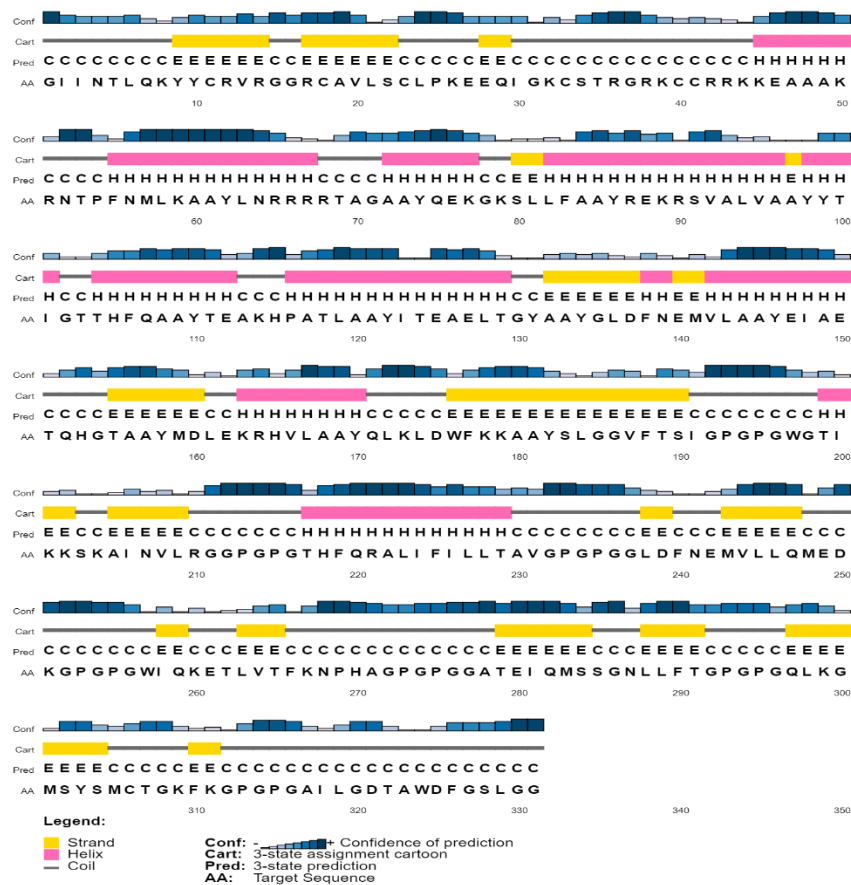 Conf
Cart
Pred C C C C C C C C E E E E E E C C E E E E E E C C C C C E E C C C C C C C C C C C C C C C H H H H H H
AA G I I N T L Q K Y Y C R V R G G R C A V L S C L P K E E Q I G K C S T R G R K C C R R K K E A A A K
10 20 30 40 50
Conf
Cart
Pred C C C C H H H H H H H H H H H H H C C C C H H H H H H C C E E H H H H H H H H H H H H H H H E H H H
AA R N T P F N M L K A A Y L N R R R R T A G A A Y Q E K G K S L L F A A Y R E K R S V A L V A A Y Y T
60 70 80 90 100
Conf
Cart
Pred H C C H H H H H H H H H C C C H H H H H H H H H H H H H H C C E E E E E E H H E E H H H H H H H H H
AA I G T T H F Q A A Y T E A K H P A T L A A Y I T E A E L T G Y A A Y G L D F N E M V L A A Y E I A E
110 120 130 140 150
Conf
Cart
Pred C C C C E E E E E E C C H H H H H H H H C C C C C E E E E E E E E E E E E E E E C C C C C C C C H H
AA T Q H G T A A Y M D L E K R H V L A A Y Q L K L D W F K K A A Y S L G G V F T S I G P G P G W G T I
160 170 180 190 200
Conf
Cart
Pred E E C C E E E E E C C C C C C C H H H H H H H H H H H H H C C C C C C C C E E C C C E E E E E C C C
AA K K S K A I N V L R G G P G P G T H F Q R A L I F I L L T A V G P G P G G L D F N E M V L L Q M E D
210 220 230 240 250
Conf
Cart
Pred C C C C C C C E E C C C E E E C C C C C C C C C C C C C E E E E E E C C C E E E E C C C C C E E E E
AA K G P G P G W I Q K E T L V T F K N P H A G P G P G G A T E I Q M S S G N L L F T G P G P G Q L K G
260 270 280 290 300
Conf
Cart
Pred E E E E C C C C C E E C C C C C C C C C C C C C C C C C C C C
AA M S Y S M C T G K F K G P G P G A I L G D T A W D F G S L G G
310 320 330 340 350
Legend:
Strand
Helix
Coil
Conf: - + Confidence of prediction
Cart: 3-state assignment cartoon
Pred: 3-state prediction
AA: Target Sequence